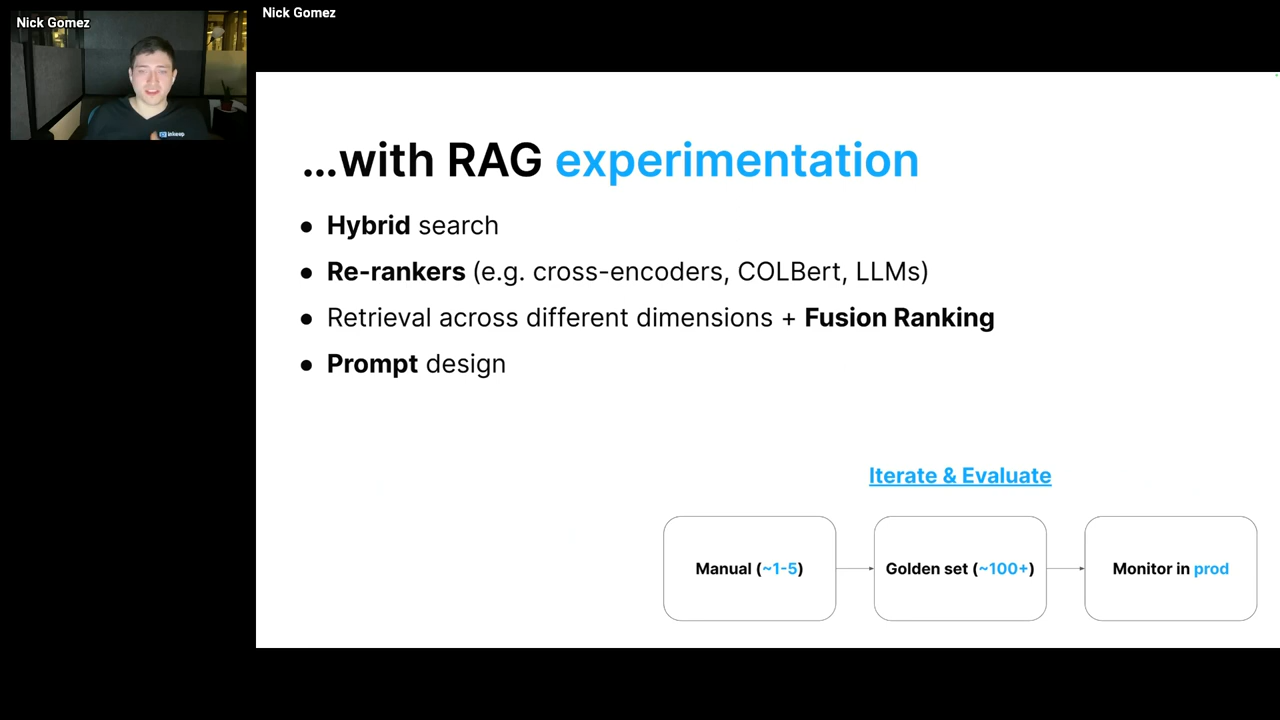 Nick Gomez
Nick Gomez
inkeep
...with RAG experimentation
● Hybrid search
● Re-rankers (e.g. cross-encoders, COLBert, LLMs)
● Retrieval across different dimensions + Fusion Ranking
● Prompt design
Iterate & Evaluate
Manual (~1-5)
Golden set (~100+)
Monitor in prod